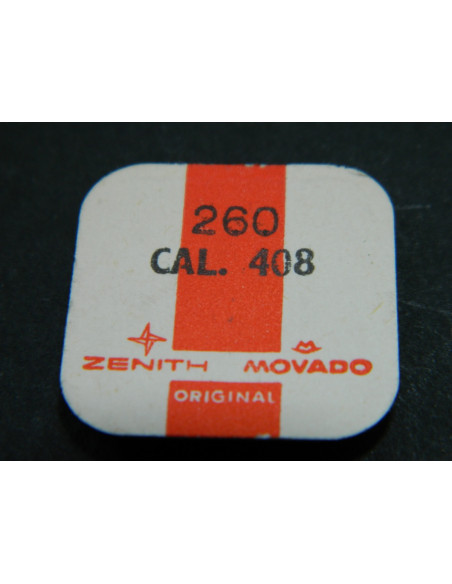 260
CAL. 408
ZENITH MOVADO
ORIGINAL